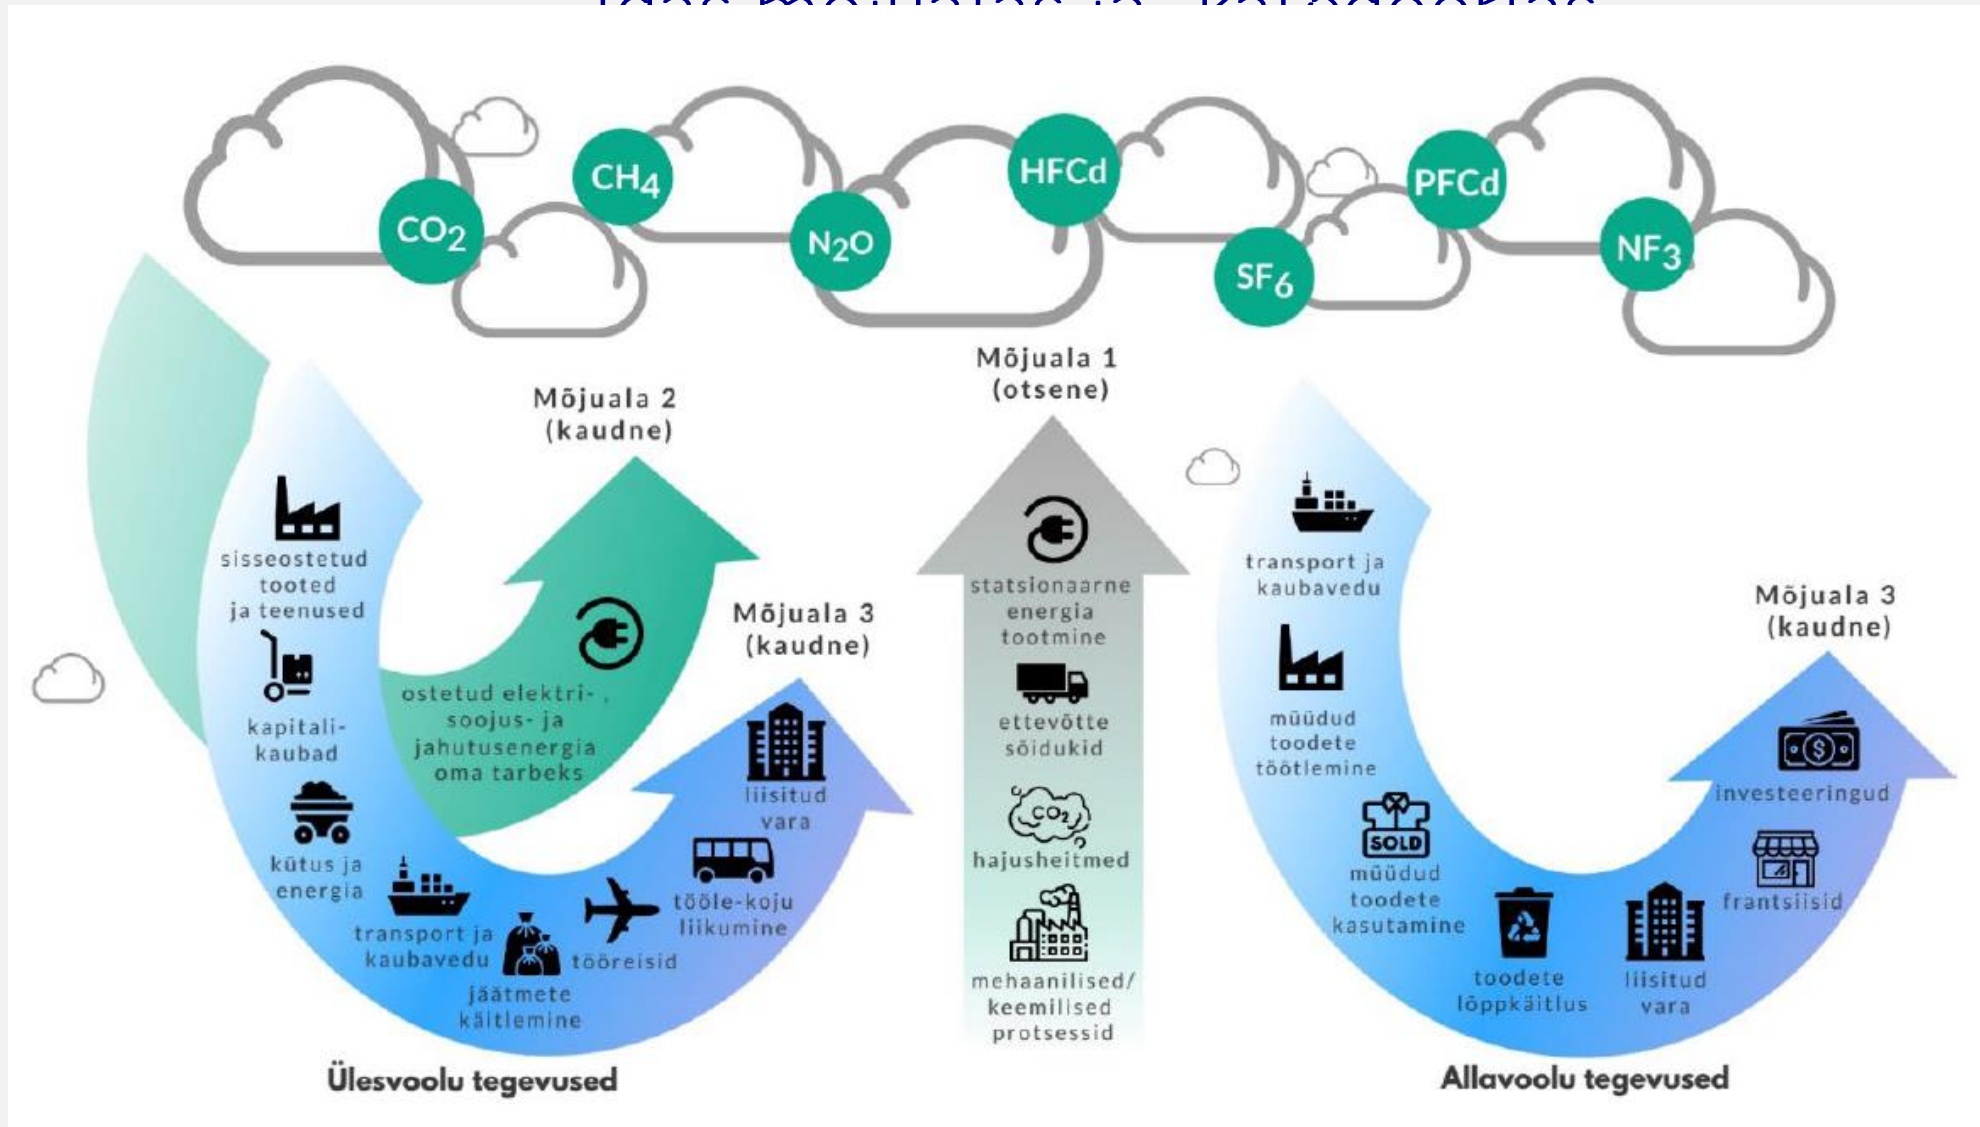 CO2
CH4
N2O
HFCd
SF6
PFCd
NF3
Mõjuala 2
(kaudne)
ostetud elektri- ,
soojus- ja
jahutusenergia
oma tarbeks
Mõjuala 3
(kaudne)
sisseostetud
tooted
ja teenused
kapitali-
kaubad
kütus ja
energia
transport ja
kaubavedu
jäätmete
käitlemine
tööreisid
tööle-koju
liikumine
liisitud
vara
Ülesvoolu tegevused
Mõjuala 1
(otsene)
statsionaarne
energia
tootmine
ettevõtte
sõidukid
CO2
hajusheitmed
mehaanilised/
keemilised
protsessid
Mõjuala 3
(kaudne)
transport ja
kaubavedu
müüdud
toodete
töötlemine
SOLD
müüdud
toodete
kasutamine
toodete
lõppkäitlus
liisitud
vara
frantsiisid
investeeringud
Allavoolu tegevused